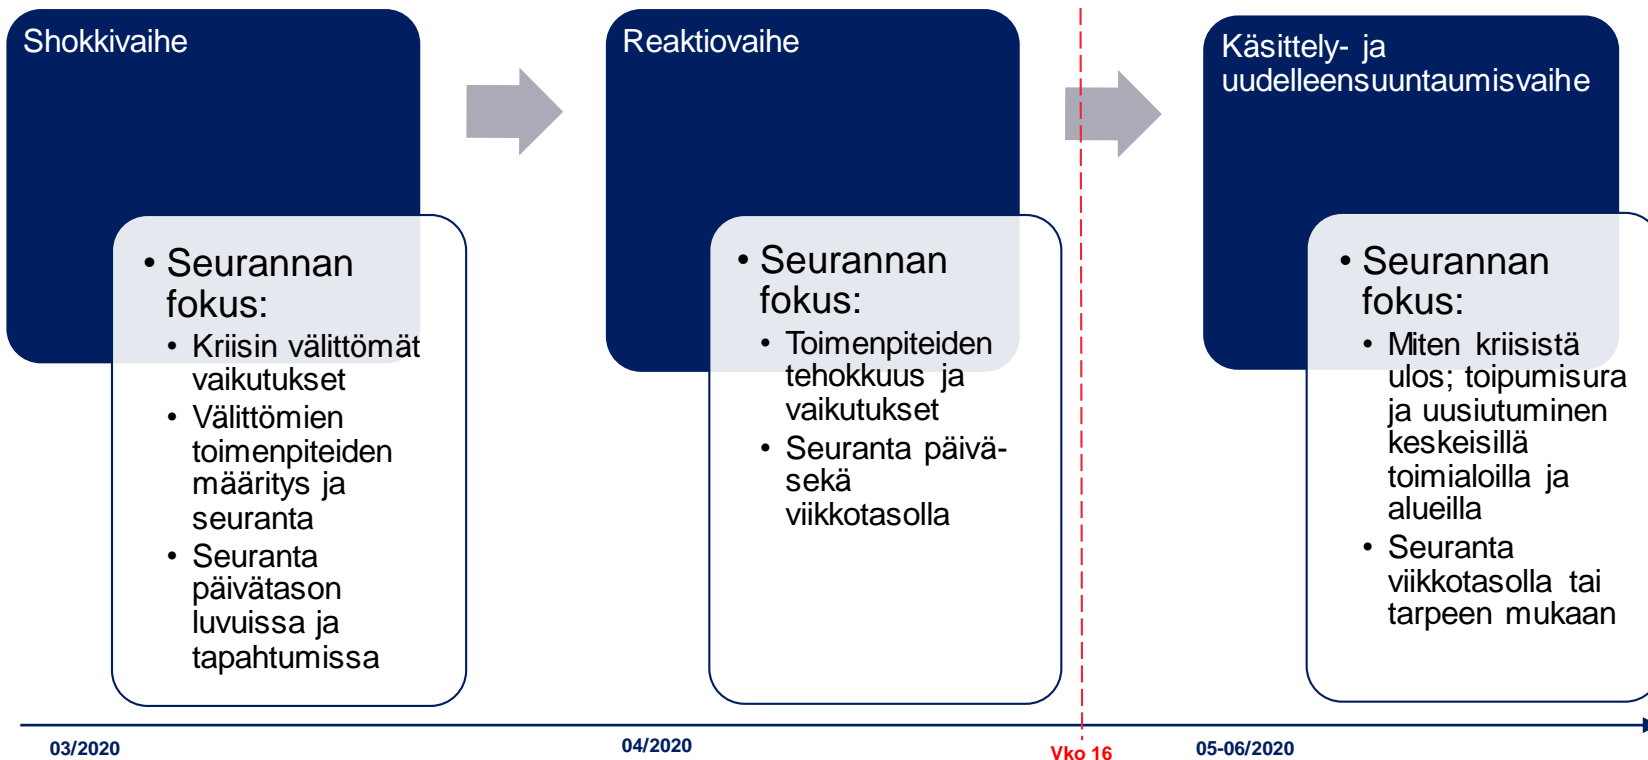 Shokkivaihe
• Seurannan
fokus:
• Kriisin välittömät
vaikutukset
• Välittömien
toimenpiteiden
määritys ja
seuranta
• Seuranta
päivätason
luvuissa ja
tapahtumissa
Reaktiovaihe
• Seurannan
fokus:
• Toimenpiteiden
tehokkuus ja
vaikutukset
• Seuranta päivä-
sekä
viikkotasolla
Käsittely- ja
uudelleensuuntaumisvaihe
• Seurannan
fokus:
• Miten kriisistä
ulos; toipumisura
ja uusiutuminen
keskeisillä
toimialoilla ja
alueilla
• Seuranta
viikkotasolla tai
tarpeen mukaan
03/2020
04/2020
Vko 16
05-06/2020